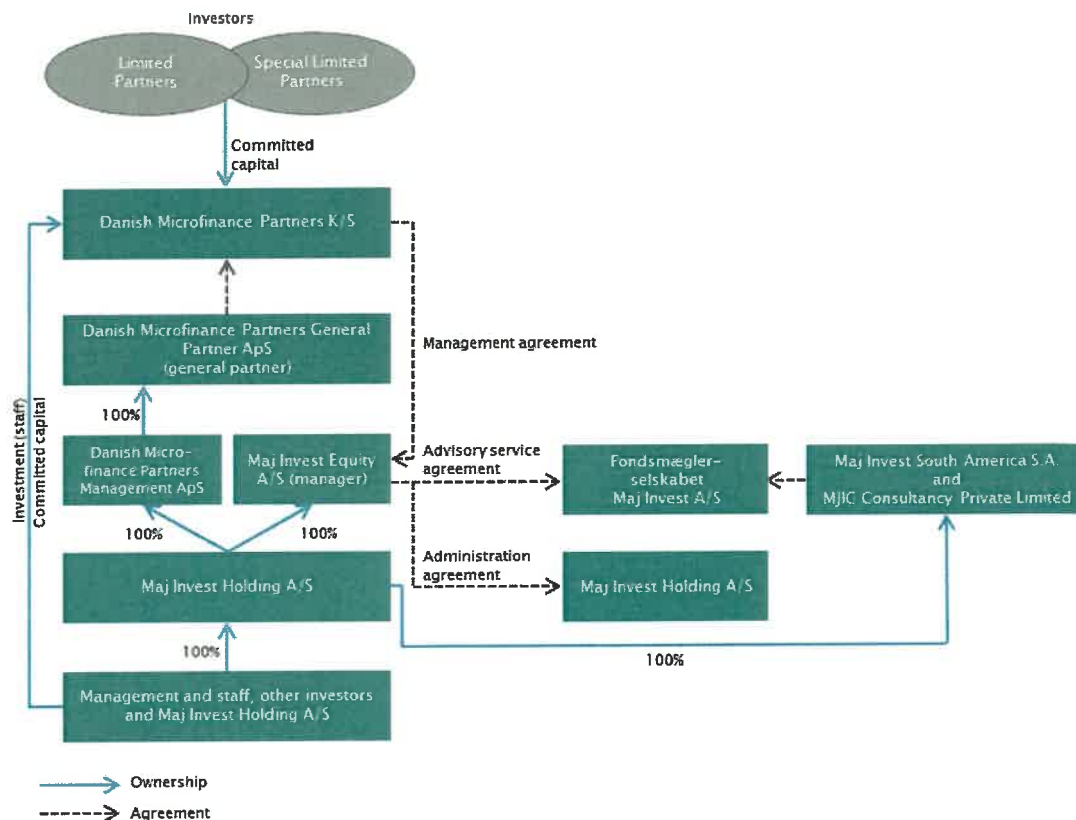 Investors
Limited
Partners
Special Limited
Partners
Committed
capital
Danish Microfinance Partners K/S
Danish Microfinance Partners General
Partner ApS
(general partner)
Management agreement
100%
Investment (staff)
Committed capital
Danish Micro-
finance Partners
Management ApS
Maj Invest Equity
A/S (manager)
Advisory service
agreement
Fondsmægler-
selskabet
Maj Invest A/S
Maj Invest South America S.A.
and
MJIC Consultancy Private Limited
100%
100%
Maj Invest Holding A/S
Administration
agreement
Maj Invest Holding A/S
100%
100%
Management and staff, other investors
and Maj Invest Holding A/S
Ownership
Agreement